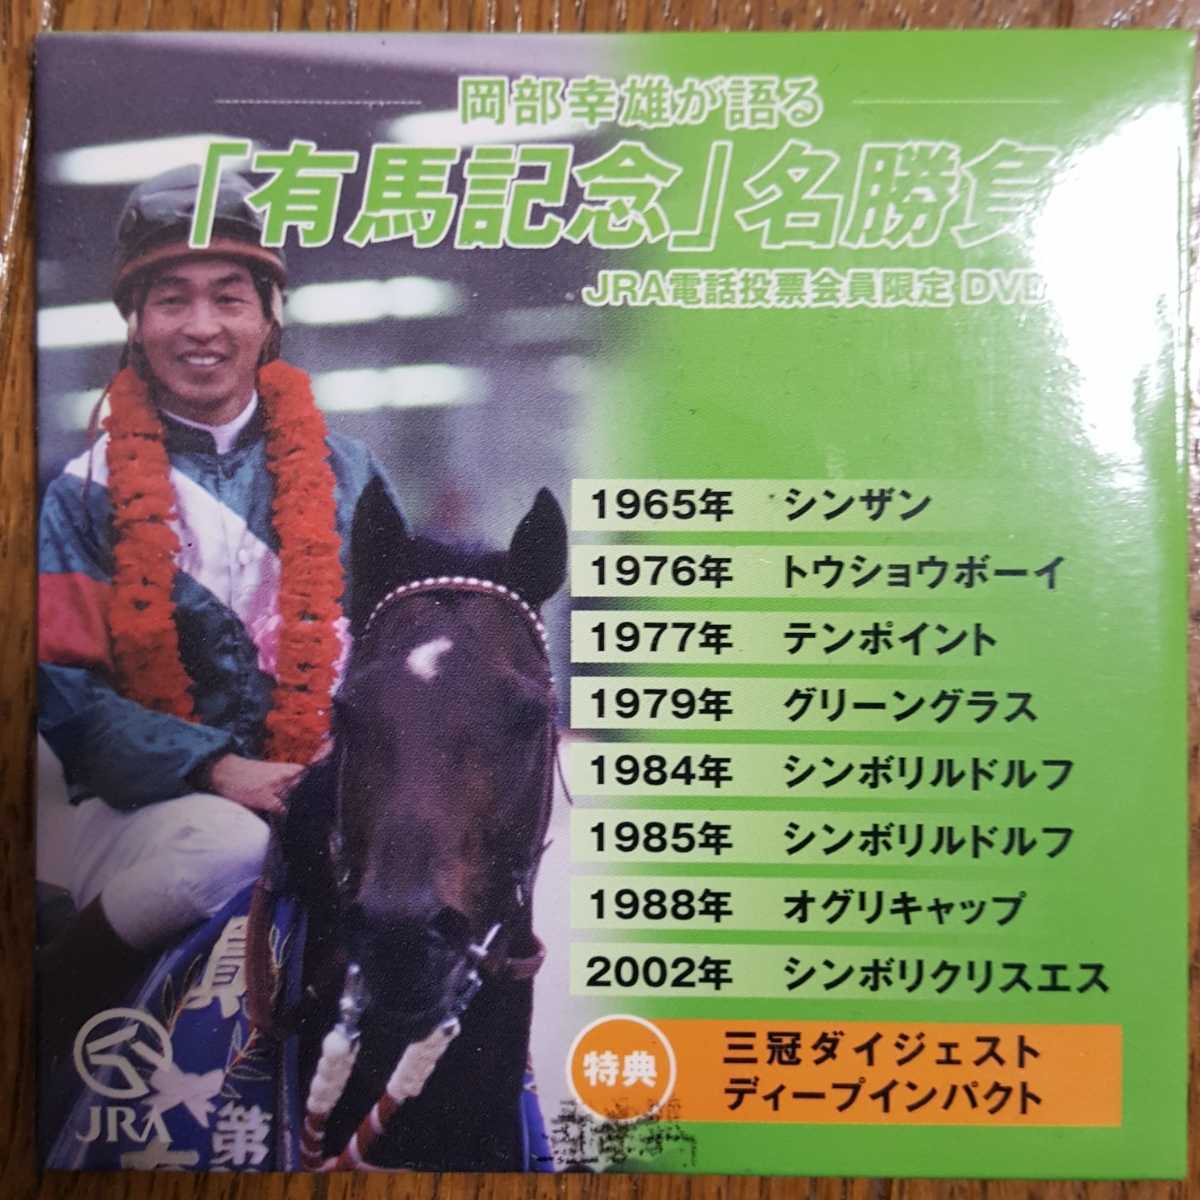 岡部幸雄が語る
「有馬記念」名勝負
JRA電話投票会員限定 DVD
1965年 シンザン
1976年 トウショウボーイ
1977年 テンポイント
1979年 グリーングラス
1984年 シンボリルドルフ
1985年 シンボリルドルフ
1988年 オグリキャップ
2002年 シンボリクリスエス
特典
三冠ダイジェスト
ディープインパクト
JRA
第